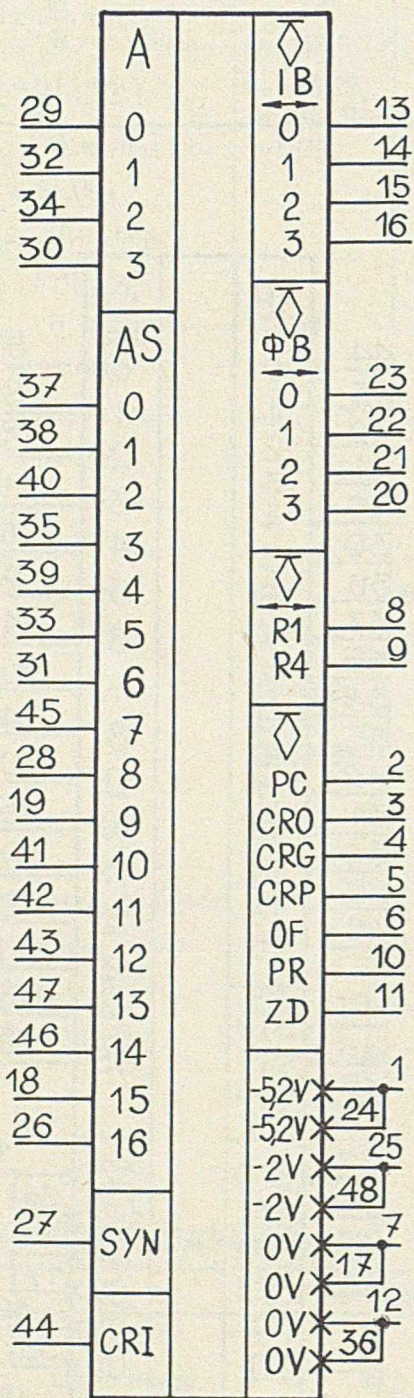 A
29 0
32 1
34 2
30 3
AS
37 0
38 1
40 2
35 3
39 4
33 5
31 6
45 7
28 8
19 9
41 10
42 11
43 12
47 13
46 14
18 15
26 16
27 SYN
44 CRI
IB
0 13
1 14
2 15
3 16
ΦB
0 23
1 22
2 21
3 20
R1 8
R4 9
PC 2
CRO 3
CRG 4
CRP 5
OF 6
PR 10
ZD 11
-5,2V 1
-5,2V 24
-2V 25
-2V 48
0V 7
0V 17
0V 12
0V 36